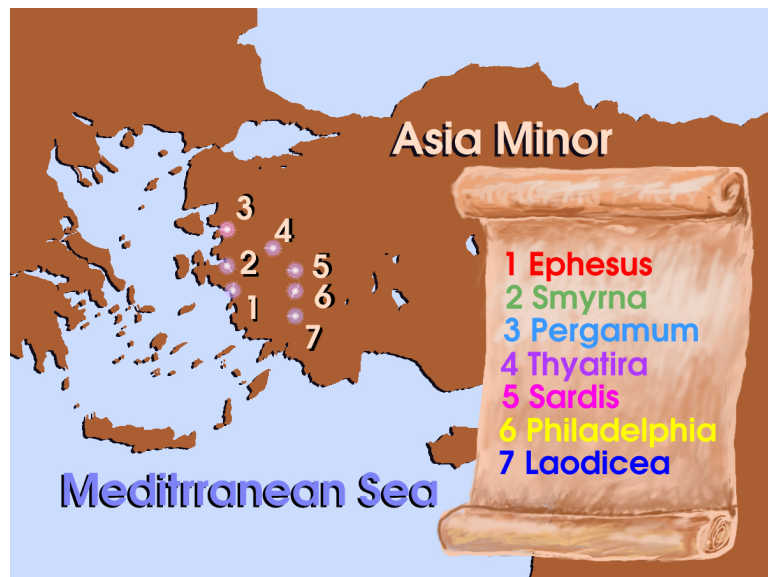 Asia Minor
3
4
2
5
6
1
7
1 Ephesus
2 Smyrna
3 Pergamum
4 Thyatira
5 Sardis
6 Philadelphia
7 Laodicea
Meditrranean Sea